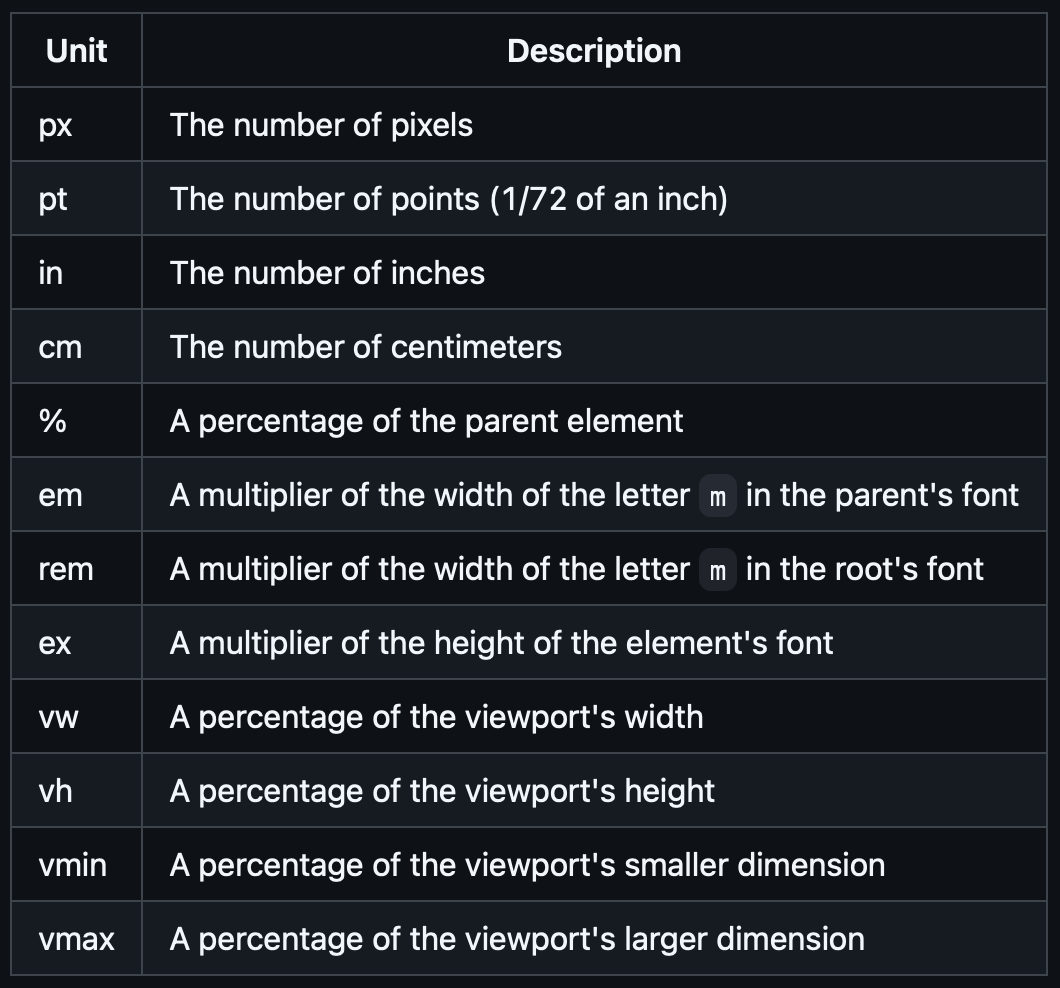 Unit Description
px The number of pixels
pt The number of points (1/72 of an inch)
in The number of inches
cm The number of centimeters
% A percentage of the parent element
em A multiplier of the width of the letter m in the parent's font
rem A multiplier of the width of the letter m in the root's font
ex A multiplier of the height of the element's font
vw A percentage of the viewport's width
vh A percentage of the viewport's height
vmin A percentage of the viewport's smaller dimension
vmax A percentage of the viewport's larger dimension